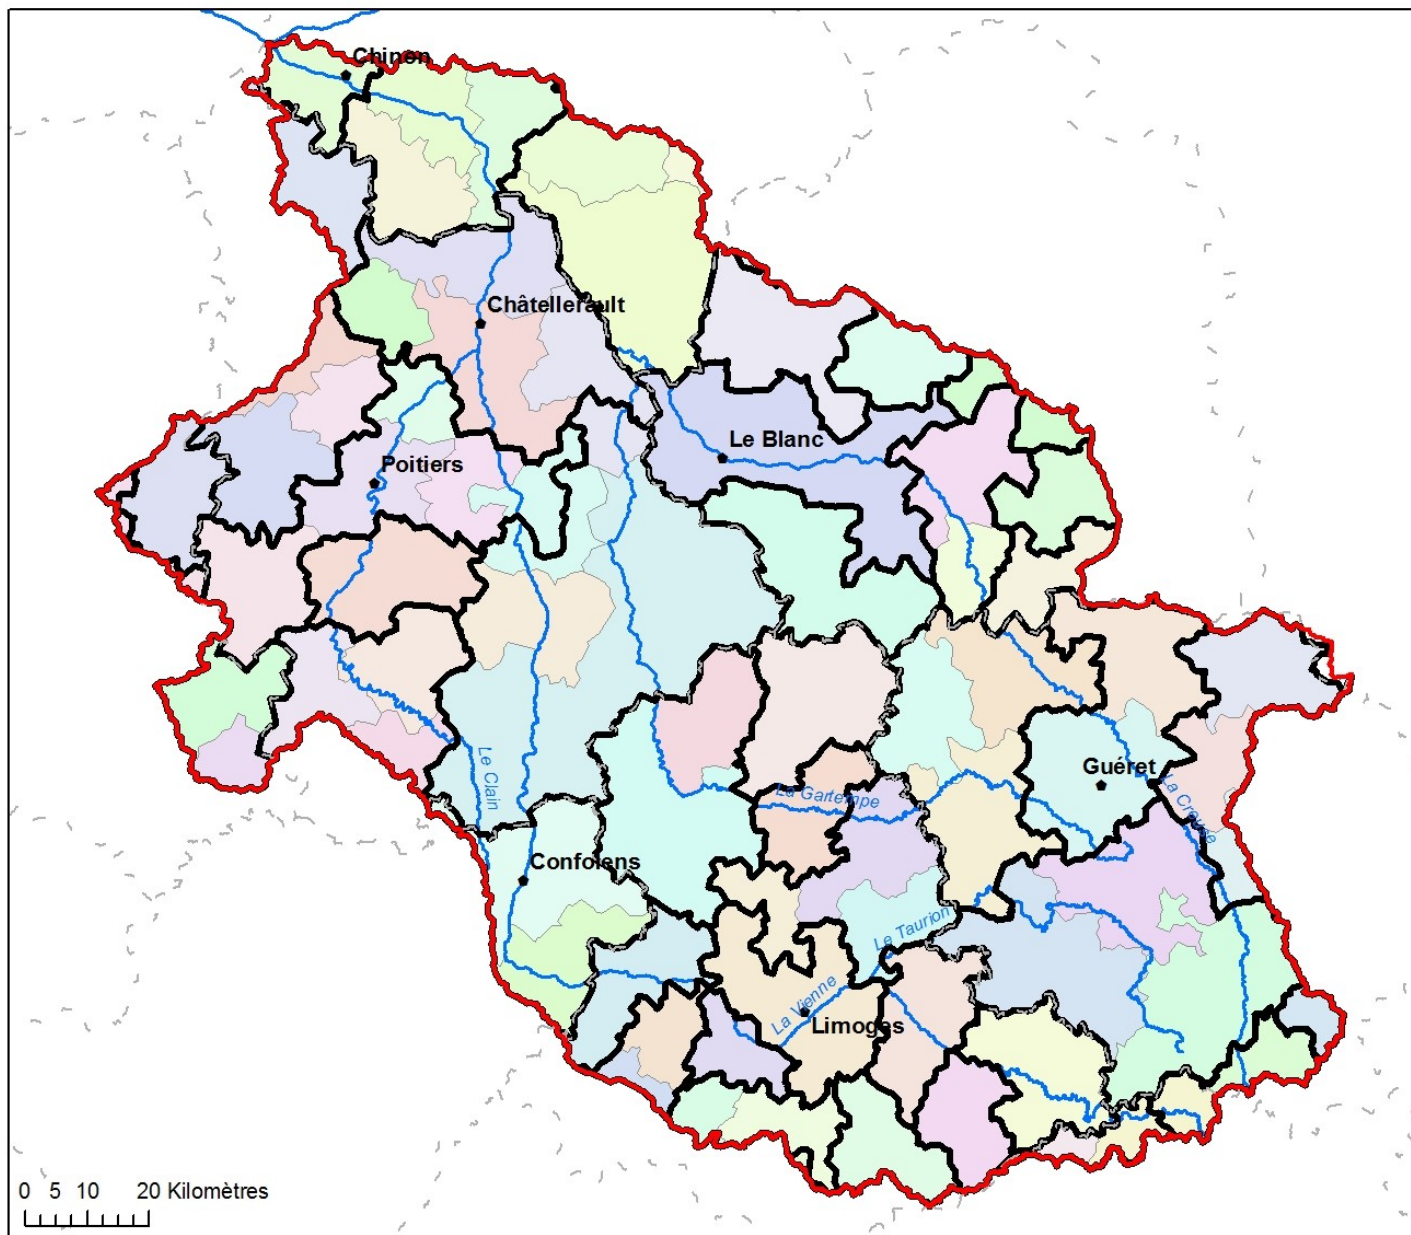 Chinon
Châtellerault
Le Blanc
Poitiers
Le Clain
Guéret
La Gartempe
La Creuse
Confolens
Le Taurion
La Vienne
Limoges
0 5 10 20 Kilomètres